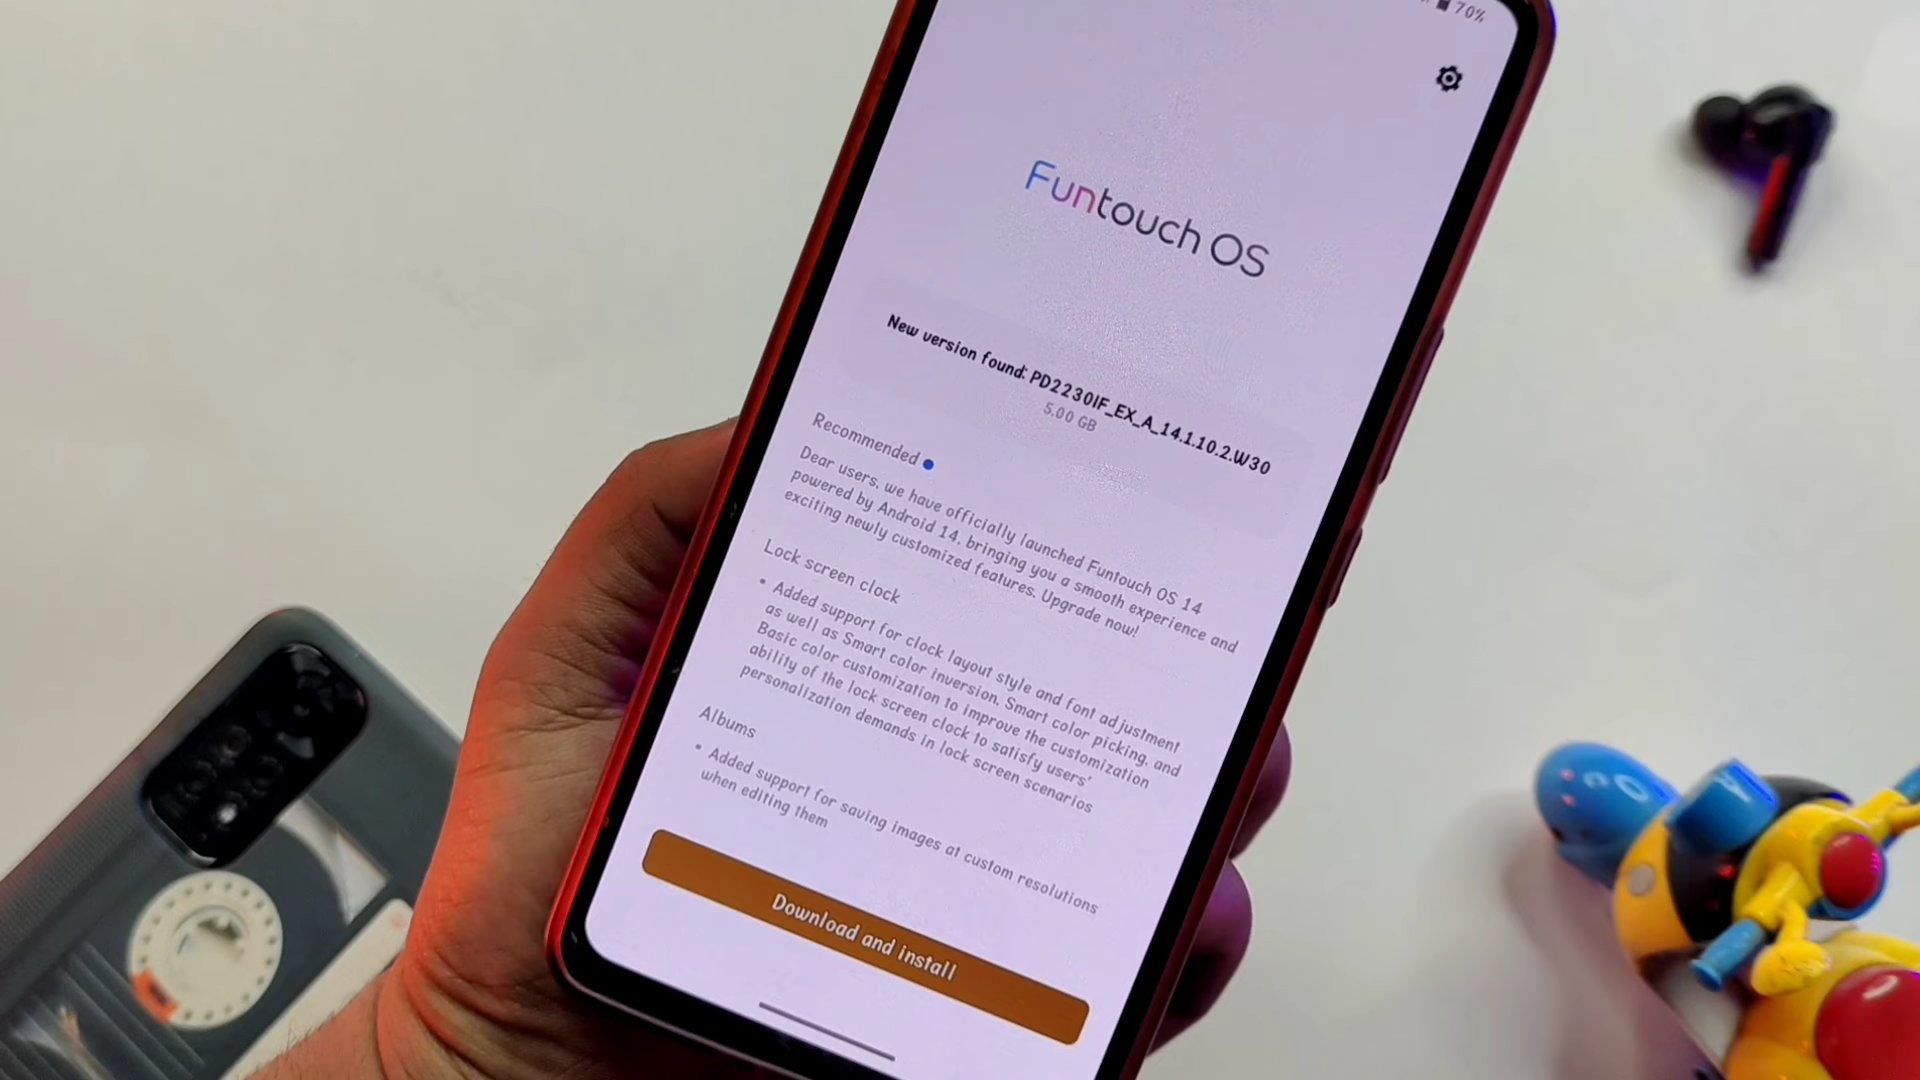 70%
Funtouch OS
New version found: PD2230IF_EX_A_14.1.10.2.W30
5.00 GB
Recommended
Dear users, we have officially launched Funtouch OS 14
powered by Android 14, bringing you a smooth experience and
exciting newly customized features. Upgrade now!
Lock screen clock
• Added support for clock layout style and font adjustment
as well as Smart color inversion, Smart color picking, and
Basic color customization to improve the customization
ability of the lock screen clock to satisfy users'
personalization demands in lock screen scenarios
Albums
• Added support for saving images at custom resolutions
when editing them
Download and install